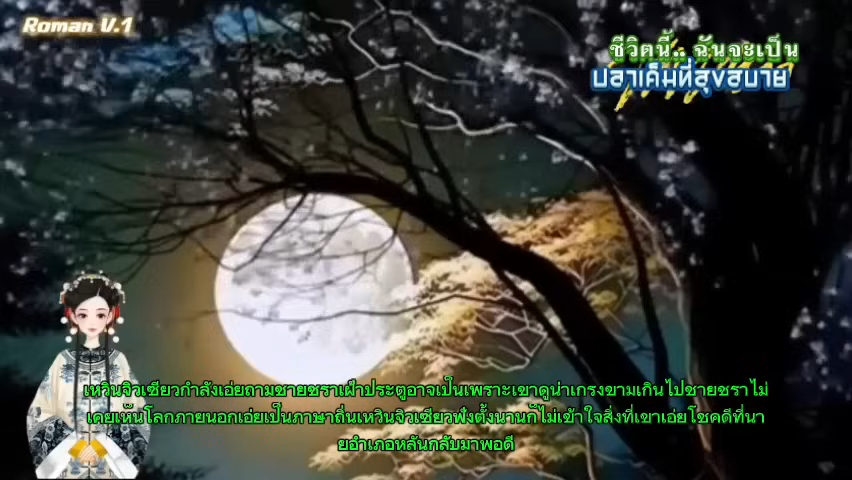 Roman V.1
ชีวิตนี้.. ฉันจะเป็น
ปลาเค็มที่สุขสบาย
เหวินจิ่วเซียวกำลังเอ่ยถามชายชราเฝ้าประตูอาจเป็นเพราะเขาดูน่าเกรงขามเกินไปชายชราไม่
เคยเห็นโลกภายนอกเอ่ยเป็นภาษาถิ่นเหวินจิ่วเซียวฟังตั้งนานก็ไม่เข้าใจสิ่งที่เขาเอ่ยโชคดีที่นา
ยอำเภอหลันกลับมาพอดี